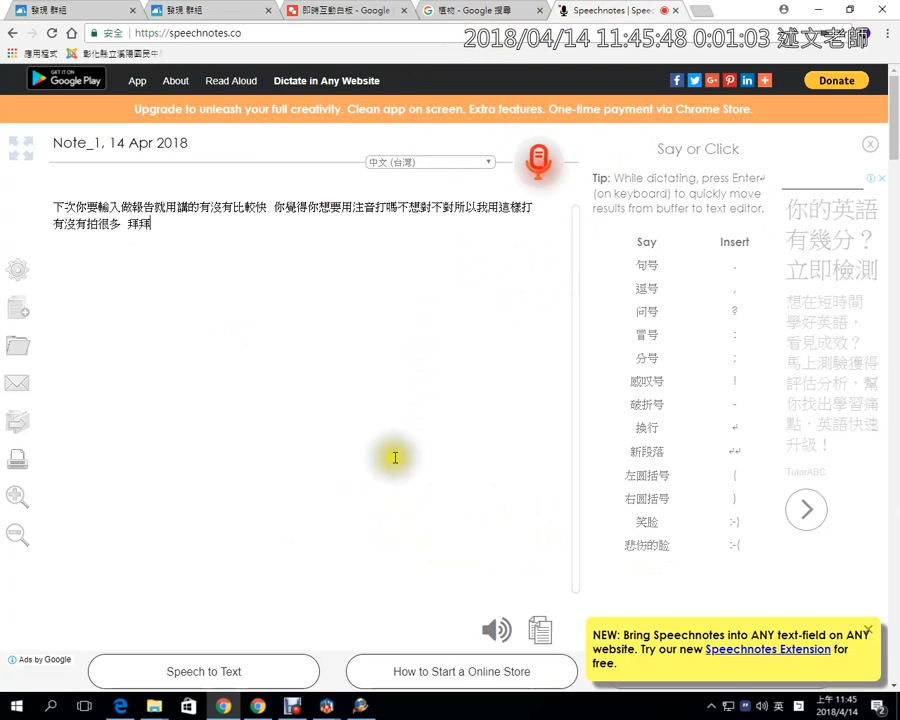 發現 群組
發現 群組
即時互動白板 - Google
植物 - Google 搜尋
Speechnotes | Spee
安全 https://speechnotes.co
2018/04/14 11:45:48 0:01:03 述文老師
應用程式
彰化縣立漢陽國民中
GET IT ON
Google Play
App
About
Read Aloud
Dictate in Any Website
Donate
Upgrade to unleash your full creativity. Clean app on screen. Extra features. One-time payment via Chrome Store.
Note_1, 14 Apr 2018
中文 (台灣)
下次你要輸入做報告就用講的有沒有比較快 你覺得你想要用注音打嗎不想對不對所以我用這樣打
有沒有拍很多 拜拜
Say or Click
Tip: While dictating, press Enter↵
(on keyboard) to quickly move
results from buffer to text editor.
Say Insert
句号 .
逗号 ,
问号 ?
冒号 :
分号 ;
感叹号 !
破折号 -
换行 ↵
新段落 ↵↵
左圆括号 (
右圆括号 )
笑脸 :-)
悲伤的脸 :-(
你的英語
有幾分？
立即檢測
想在短時間
學好英語，
看見成效？
馬上測驗獲得
評估分析，幫
你找出學習痛
點，英語快速
升級！
TutorABC
NEW: Bring Speechnotes into ANY text-field on ANY
website. Try our new Speechnotes Extension for
free.
Ads by Google
Speech to Text
How to Start a Online Store
英
上午 11:45
2018/4/14
2